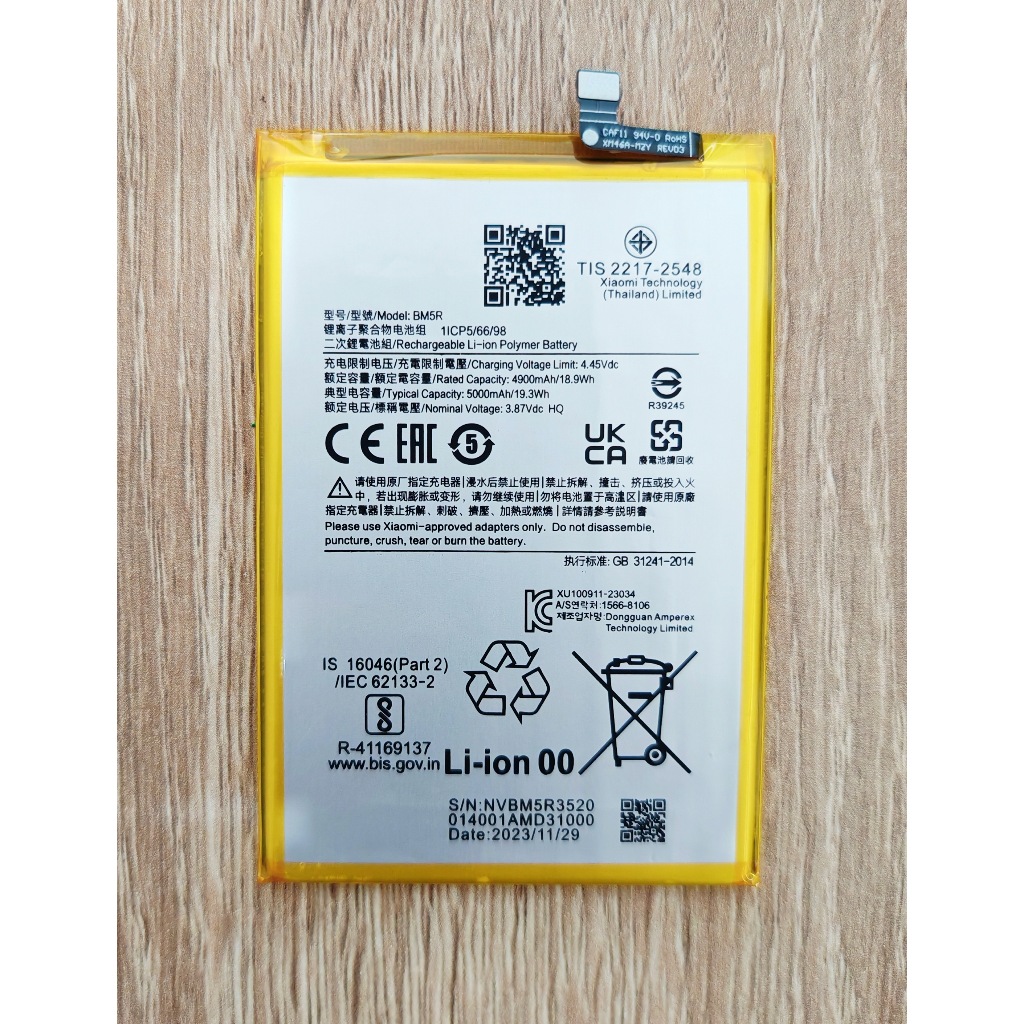 CAF11 94V-0 RoHS
XM46A-M2Y REV03
TIS 2217-2548
Xiaomi Technology
(Thailand) Limited
型号/型號/Model: BM5R
锂离子聚合物电池组 1ICP5/66/98
二次鋰電池組/Rechargeable Li-ion Polymer Battery
充电限制电压/充電限制電壓/Charging Voltage Limit: 4.45Vdc
额定容量/額定電容量/Rated Capacity: 4900mAh/18.9Wh
典型电容量/Typical Capacity: 5000mAh/19.3Wh
额定电压/標稱電壓/Nominal Voltage: 3.87Vdc HQ
R39245
CE EAC 5 UK CA
廢電池請回收
请使用原厂指定充电器|浸水后禁止使用|禁止拆解、撞击、挤压或投入火
中，若出现膨胀或变形，请勿继续使用|勿将电池置于高温区|請使用原廠
指定充電器|禁止拆解、刺破、擠壓、加熱或燃燒|詳情請參考說明書
Please use Xiaomi-approved adapters only. Do not disassemble,
puncture, crush, tear or burn the battery.
执行标准: GB 31241-2014
XU100911-23034
A/S연락처:1566-8106
제조업자명:Dongguan Amperex
Technology Limited
IS 16046(Part 2)
/IEC 62133-2
R-41169137
www.bis.gov.in
Li-ion 00
S/N:NVBM5R3520
014001AMD31000
Date:2023/11/29